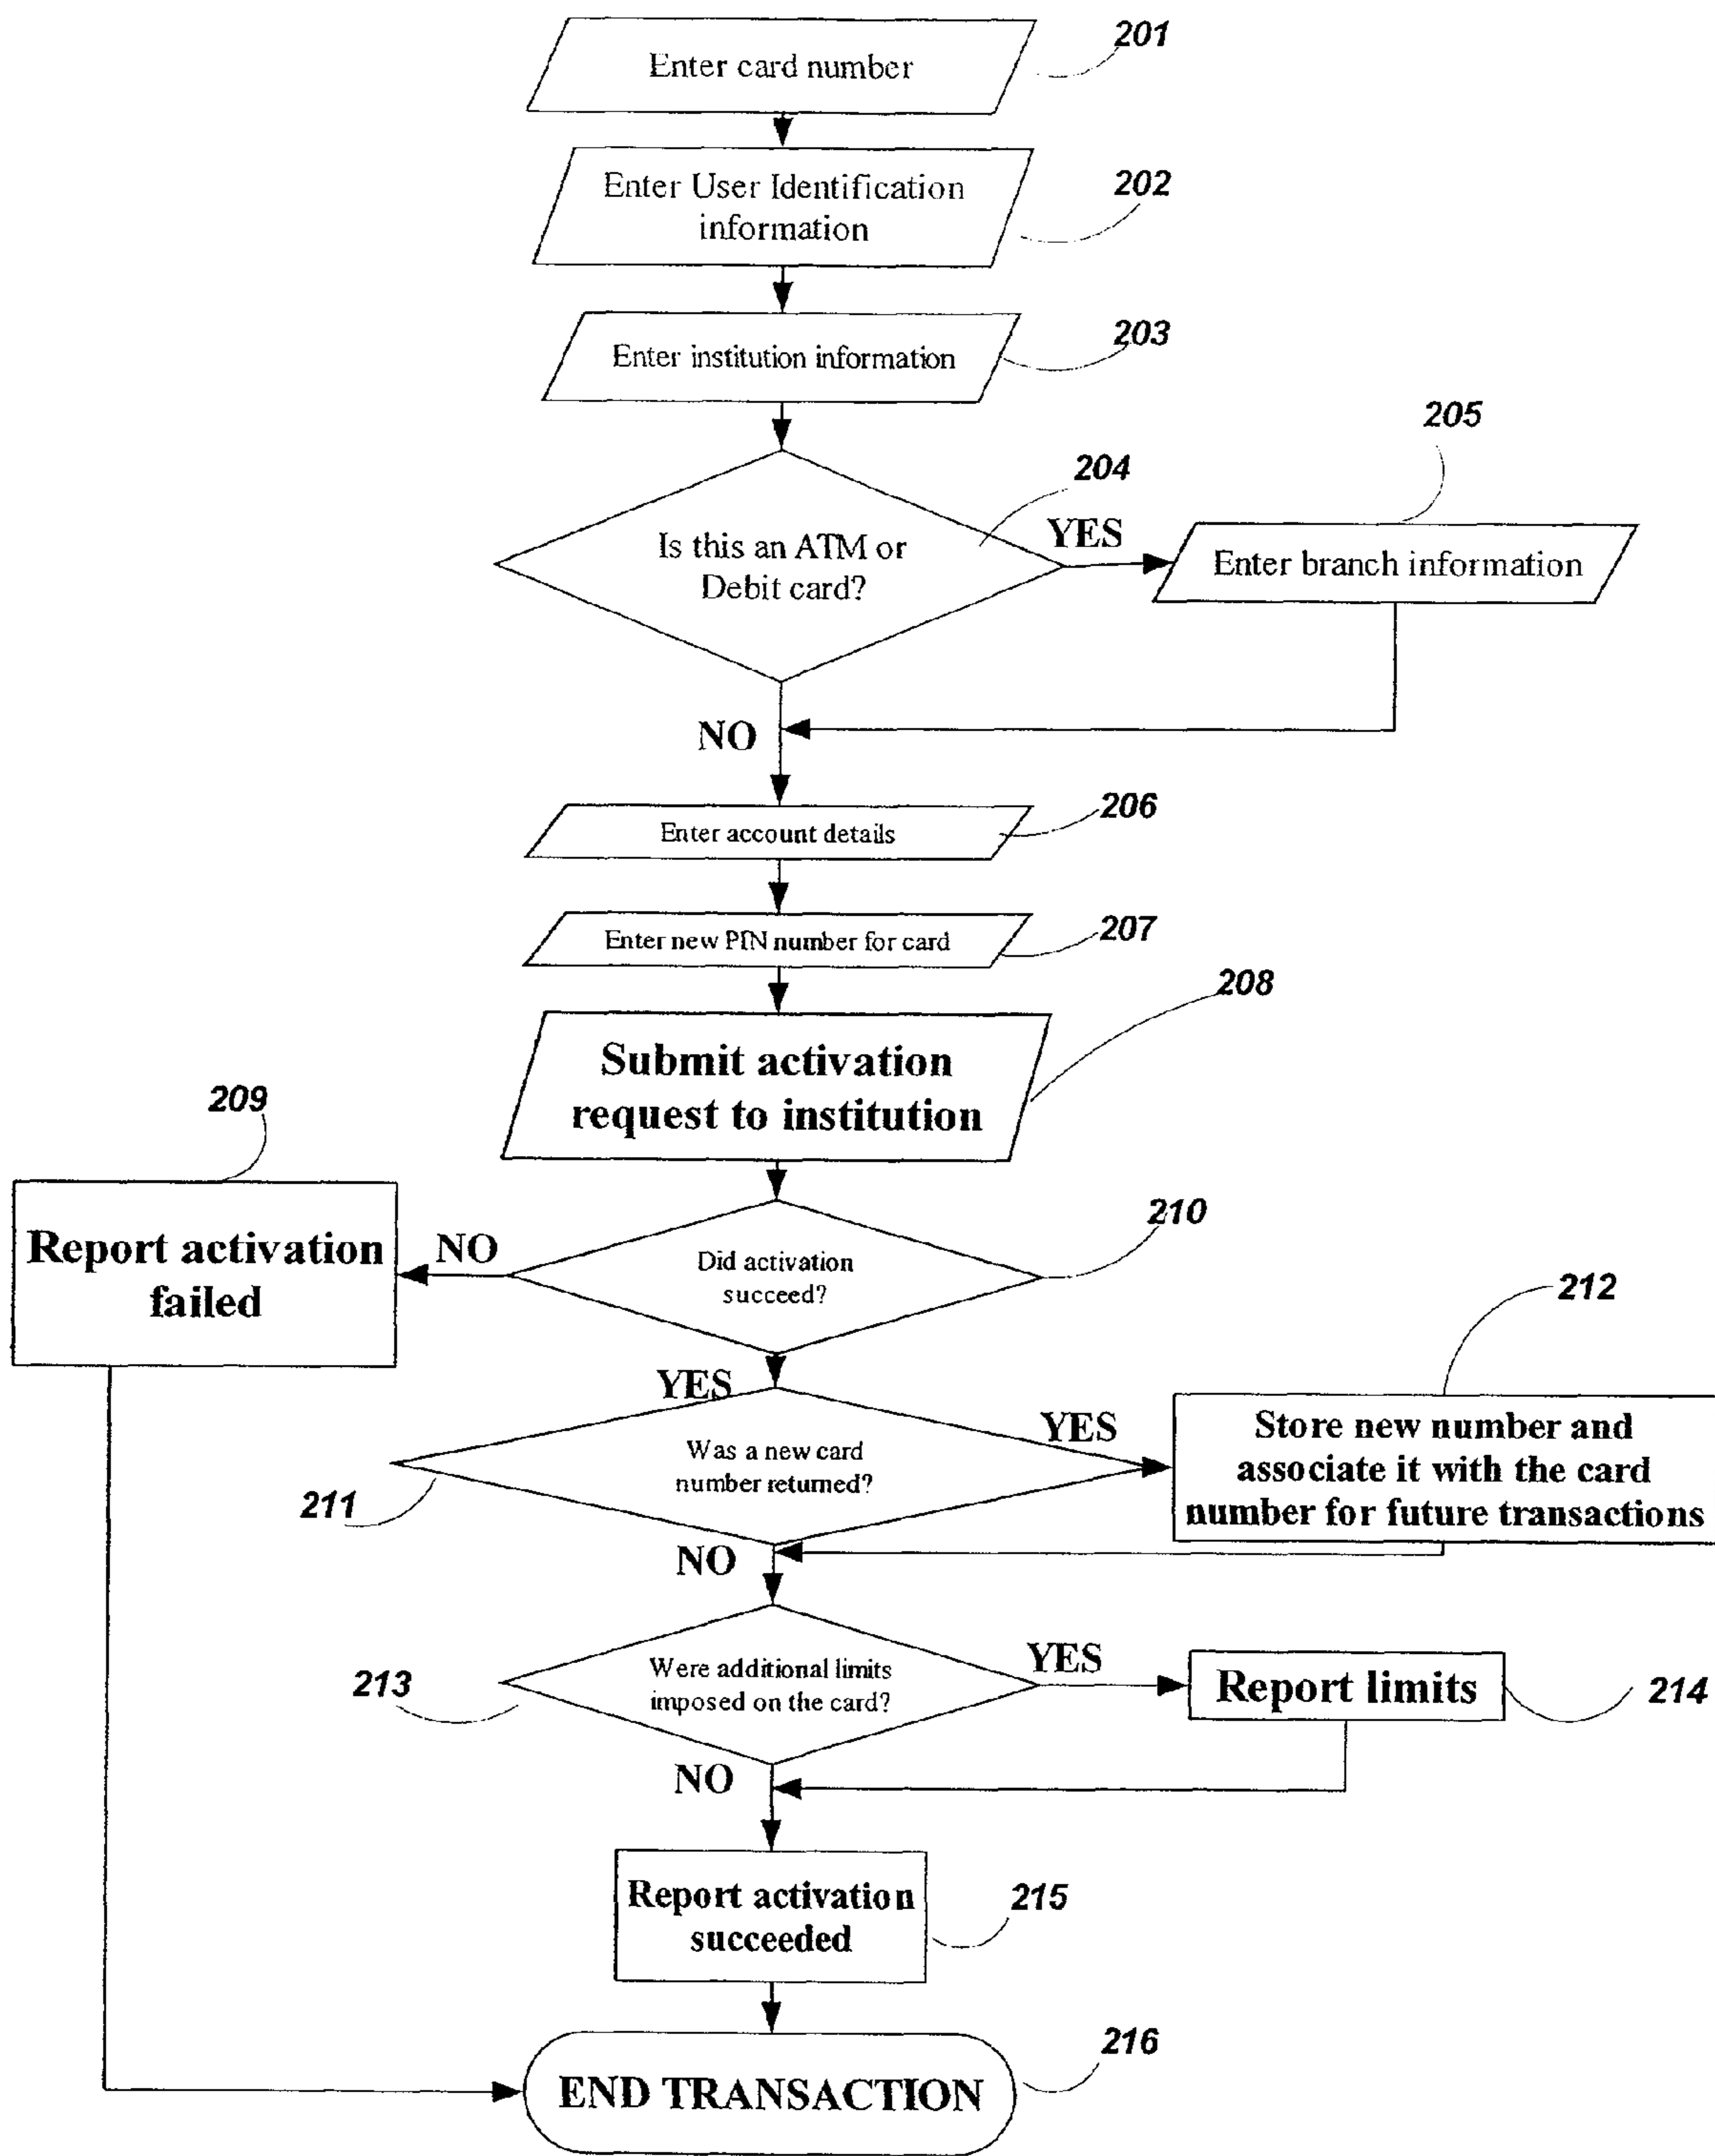 201
Enter card number
202
Enter User Identification
information
203
Enter institution information
205
204
Is this an ATM or
Debit card?
YES
Enter branch information
NO
206
Enter account details
207
Enter new PIN number for card
208
Submit activation
request to institution
209
Report activation
failed
NO
210
Did activation
succeed?
212
YES
Was a new card
number returned?
YES
Store new number and
associate it with the card
number for future transactions
211
NO
213
Were additional limits
imposed on the card?
YES
Report limits
214
NO
Report activation
succeeded
215
216
END TRANSACTION